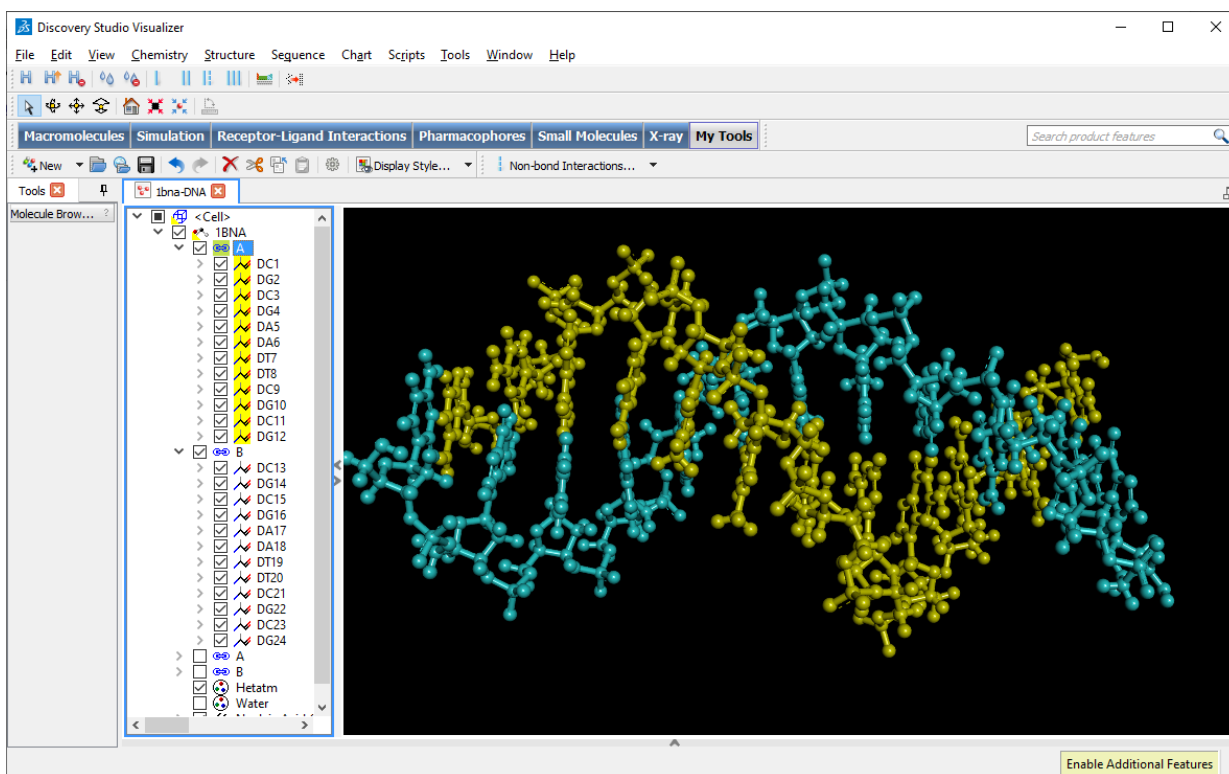 Discovery Studio Visualizer
File Edit View Chemistry Structure Sequence Chart Scripts Tools Window Help
Macromolecules Simulation Receptor-Ligand Interactions Pharmacophores Small Molecules X-ray My Tools Search product features
New Display Style... Non-bond Interactions...
Tools 1bna-DNA
Molecule Brow... ?
<Cell>
1BNA
A
DC1
DG2
DC3
DG4
DA5
DA6
DT7
DT8
DC9
DG10
DC11
DG12
B
DC13
DG14
DC15
DG16
DA17
DA18
DT19
DT20
DC21
DG22
DC23
DG24
A
B
Hetatm
Water
Enable Additional Features